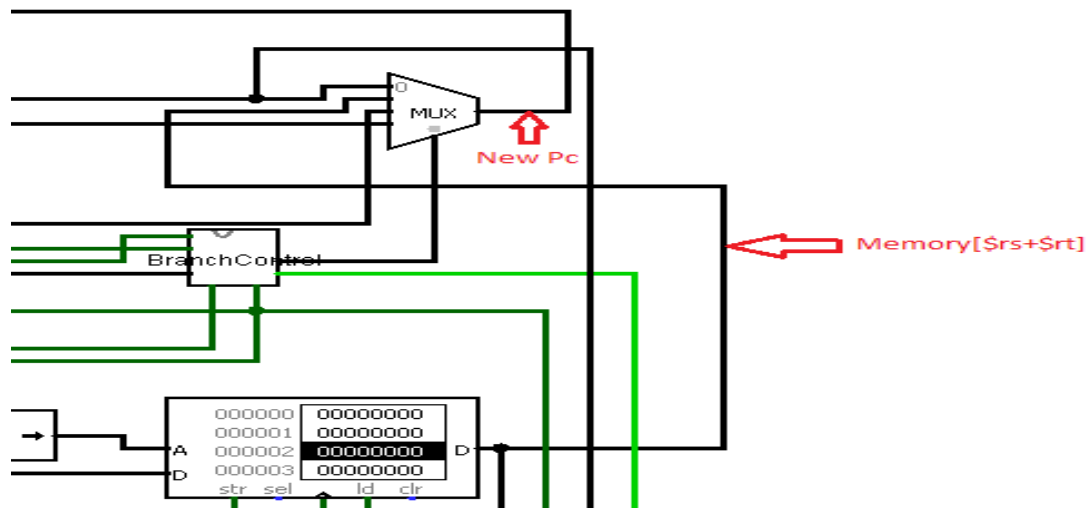 0
MUX
New Pc
BranchControl
Memory[$rs+$rt]
000000 00000000
000001 00000000
A 000002 00000000 D
D 000003 00000000
str sel ld clr